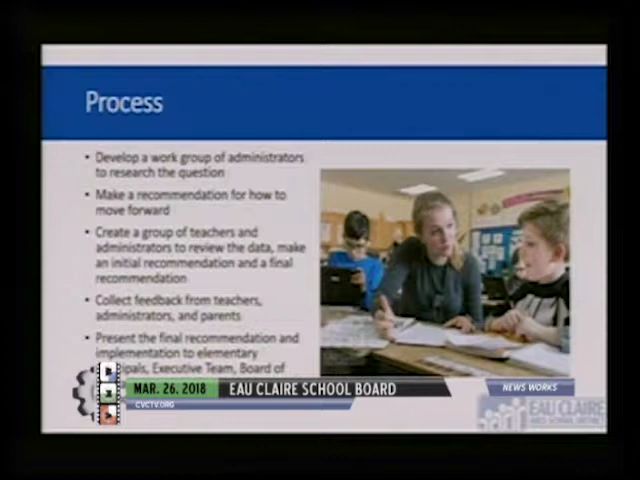 Process
• Develop a work group of administrators
to research the question
• Make a recommendation for how to
move forward
• Create a group of teachers and
administrators to review the data, make
an initial recommendation and a final
recommendation
• Collect feedback from teachers,
administrators, and parents
• Present the final recommendation and
implementation to elementary
Executive Team, Board of
MAR. 26, 2018
EAU CLAIRE SCHOOL BOARD
NEWS WORKS
CVCTV.ORG
EAU CLAIRE